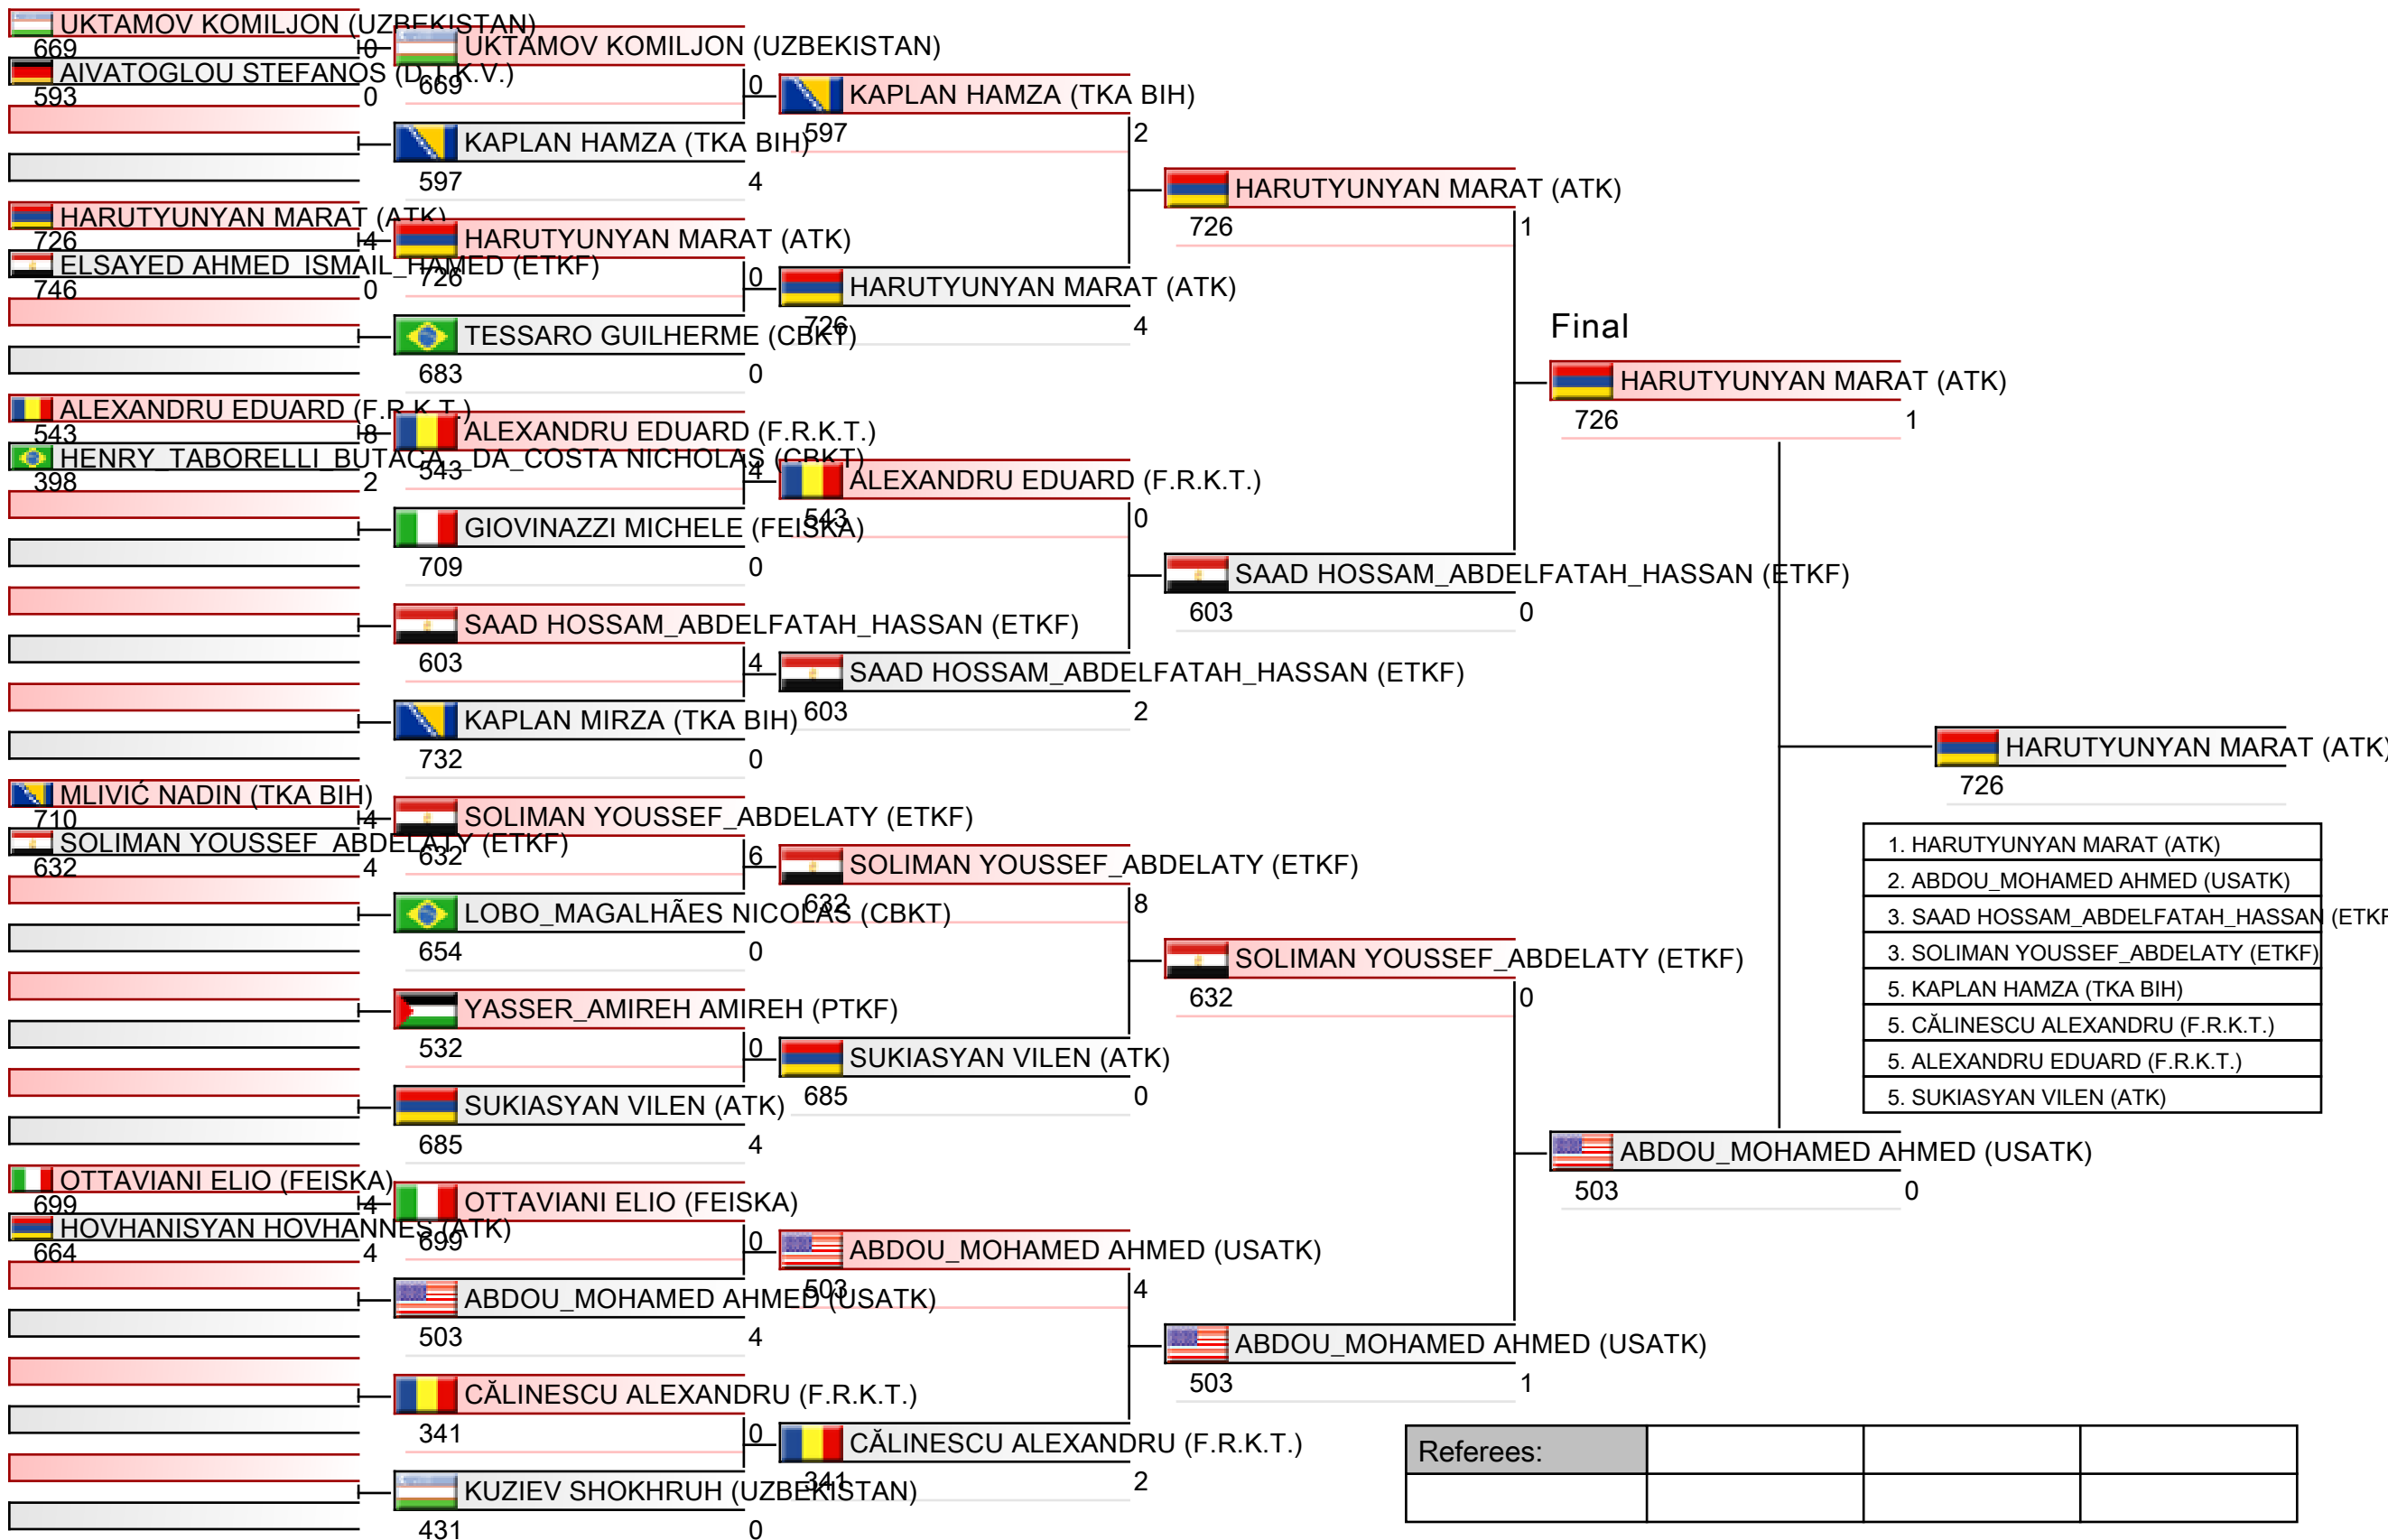 UKTAMOV KOMILJON (UZBEKISTAN)
669 0
AIVATOGLOU STEFANOS (D.T.K.V.)
593 0
HARUTYUNYAN MARAT (ATK)
726 4
ELSAYED AHMED_ISMAIL_HAMED (ETKF)
746 0
ALEXANDRU EDUARD (F.R.K.T.)
543 8
HENRY_TABORELLI_BUTACA__DA_COSTA NICHOLAS (CBKT)
398 2
MLIVIĆ NADIN (TKA BIH)
710 4
SOLIMAN YOUSSEF_ABDELATY (ETKF)
632 4
OTTAVIANI ELIO (FEISKA)
699 4
HOVHANISYAN HOVHANNES (ATK)
664 4
UKTAMOV KOMILJON (UZBEKISTAN)
669 0
KAPLAN HAMZA (TKA BIH)
597 4
HARUTYUNYAN MARAT (ATK)
726 0
TESSARO GUILHERME (CBKT)
683 0
ALEXANDRU EDUARD (F.R.K.T.)
543 4
GIOVINAZZI MICHELE (FEISKA)
709 0
SAAD HOSSAM_ABDELFATAH_HASSAN (ETKF)
603 4
KAPLAN MIRZA (TKA BIH)
732 0
SOLIMAN YOUSSEF_ABDELATY (ETKF)
632 6
LOBO_MAGALHÃES NICOLAS (CBKT)
654 0
YASSER_AMIREH AMIREH (PTKF)
532 0
SUKIASYAN VILEN (ATK)
685 4
OTTAVIANI ELIO (FEISKA)
699 0
ABDOU_MOHAMED AHMED (USATK)
503 4
CĂLINESCU ALEXANDRU (F.R.K.T.)
341 0
KUZIEV SHOKHRUH (UZBEKISTAN)
431 0
KAPLAN HAMZA (TKA BIH)
597 2
HARUTYUNYAN MARAT (ATK)
726 4
ALEXANDRU EDUARD (F.R.K.T.)
543 0
SAAD HOSSAM_ABDELFATAH_HASSAN (ETKF)
603 2
SOLIMAN YOUSSEF_ABDELATY (ETKF)
632 8
SUKIASYAN VILEN (ATK)
685 0
ABDOU_MOHAMED AHMED (USATK)
503 4
CĂLINESCU ALEXANDRU (F.R.K.T.)
341 2
HARUTYUNYAN MARAT (ATK)
726 1
SAAD HOSSAM_ABDELFATAH_HASSAN (ETKF)
603 0
SOLIMAN YOUSSEF_ABDELATY (ETKF)
632 0
ABDOU_MOHAMED AHMED (USATK)
503 1
Final
HARUTYUNYAN MARAT (ATK)
726 1
ABDOU_MOHAMED AHMED (USATK)
503 0
HARUTYUNYAN MARAT (ATK)
726
1. HARUTYUNYAN MARAT (ATK)
2. ABDOU_MOHAMED AHMED (USATK)
3. SAAD HOSSAM_ABDELFATAH_HASSAN (ETKF
3. SOLIMAN YOUSSEF_ABDELATY (ETKF)
5. KAPLAN HAMZA (TKA BIH)
5. CĂLINESCU ALEXANDRU (F.R.K.T.)
5. ALEXANDRU EDUARD (F.R.K.T.)
5. SUKIASYAN VILEN (ATK)
Referees: